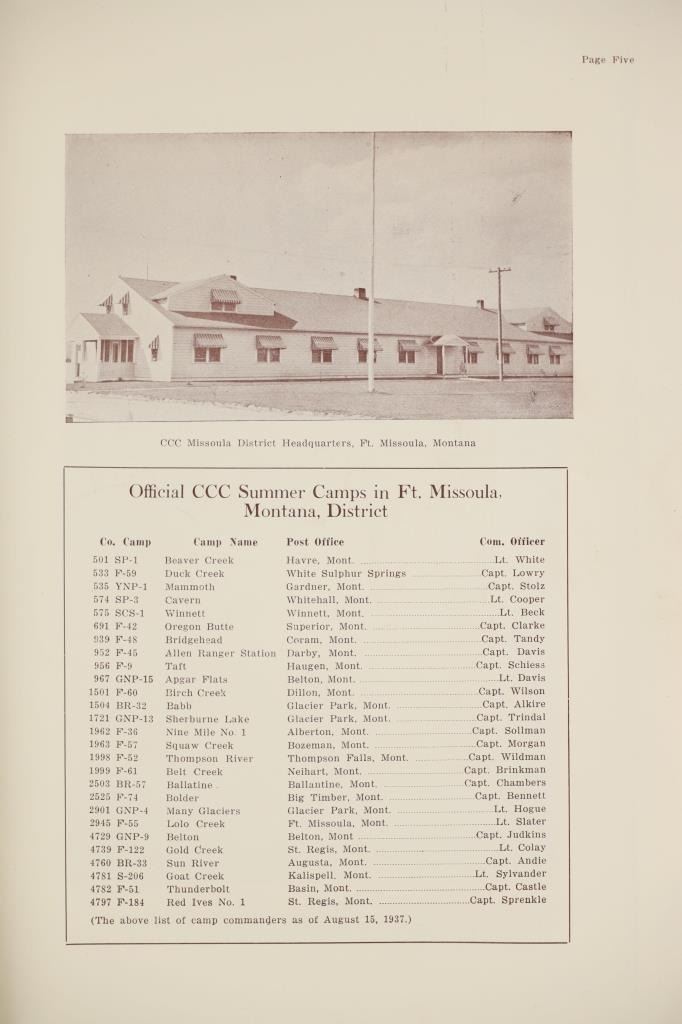 Page Five
CCC Missoula District Headquarters, Ft. Missoula, Montana
Official CCC Summer Camps in Ft. Missoula,
Montana, District
Co. Camp Camp Name Post Office Com. Officer
501 SP-1 Beaver Creek Havre, Mont. Lt. White
533 F-59 Duck Creek White Sulphur Springs Capt. Lowry
535 YNP-1 Mammoth Gardner, Mont. Capt. Stolz
574 SP-3 Cavern Whitehall, Mont. Lt. Cooper
575 SCS-1 Winnett Winnett, Mont. Lt. Beck
691 F-42 Oregon Butte Superior, Mont. Capt. Clarke
939 F-48 Bridgehead Coram, Mont. Capt. Tandy
952 F-45 Allen Ranger Station Darby, Mont. Capt. Davis
956 F-9 Taft Haugen, Mont. Capt. Schiess
967 GNP-15 Apgar Flats Belton, Mont. Lt. Davis
1501 F-60 Birch Creek Dillon, Mont. Capt. Wilson
1504 BR-32 Babb Glacier Park, Mont. Capt. Alkire
1721 GNP-13 Sherburne Lake Glacier Park, Mont. Capt. Trindal
1962 F-36 Nine Mile No. 1 Alberton, Mont. Capt. Sollman
1963 F-57 Squaw Creek Bozeman, Mont. Capt. Morgan
1998 F-52 Thompson River Thompson Falls, Mont. Capt. Wildman
1999 F-61 Belt Creek Neihart, Mont. Capt. Brinkman
2503 BR-57 Ballatine Ballantine, Mont. Capt. Chambers
2525 F-74 Bolder Big Timber, Mont. Capt. Bennett
2901 GNP-4 Many Glaciers Glacier Park, Mont. Lt. Hogue
2945 F-55 Lolo Creek Ft. Missoula, Mont. Lt. Slater
4729 GNP-9 Belton Belton, Mont Capt. Judkins
4739 F-122 Gold Creek St. Regis, Mont. Lt. Colay
4760 BR-33 Sun River Augusta, Mont. Capt. Andie
4781 S-206 Goat Creek Kalispell, Mont. Lt. Sylvander
4782 F-51 Thunderbolt Basin, Mont. Capt. Castle
4797 F-184 Red Ives No. 1 St. Regis, Mont. Capt. Sprenkle
(The above list of camp commanders as of August 15, 1937.)